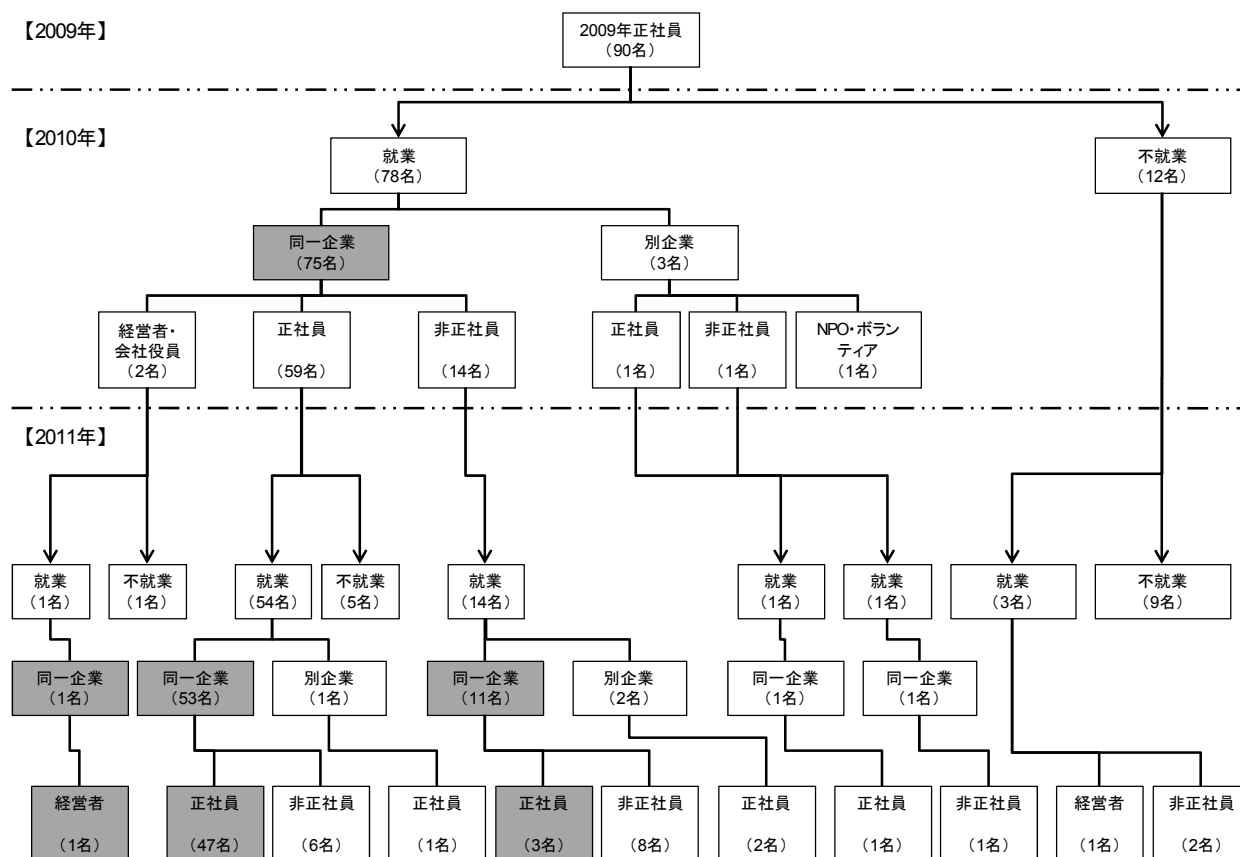 【2009年】
2009年正社員
（90名）
【2010年】
就業
（78名）
不就業
（12名）
同一企業
（75名）
別企業
（3名）
経営者・
会社役員
（2名）
正社員
（59名）
非正社員
（14名）
正社員
（1名）
非正社員
（1名）
NPO・ボラン
ティア
（1名）
【2011年】
就業
（1名）
不就業
（1名）
就業
（54名）
不就業
（5名）
就業
（14名）
就業
（1名）
就業
（1名）
就業
（3名）
不就業
（9名）
同一企業
（1名）
同一企業
（53名）
別企業
（1名）
同一企業
（11名）
別企業
（2名）
同一企業
（1名）
同一企業
（1名）
経営者
（1名）
正社員
（47名）
非正社員
（6名）
正社員
（1名）
正社員
（3名）
非正社員
（8名）
正社員
（2名）
正社員
（1名）
非正社員
（1名）
経営者
（1名）
非正社員
（2名）